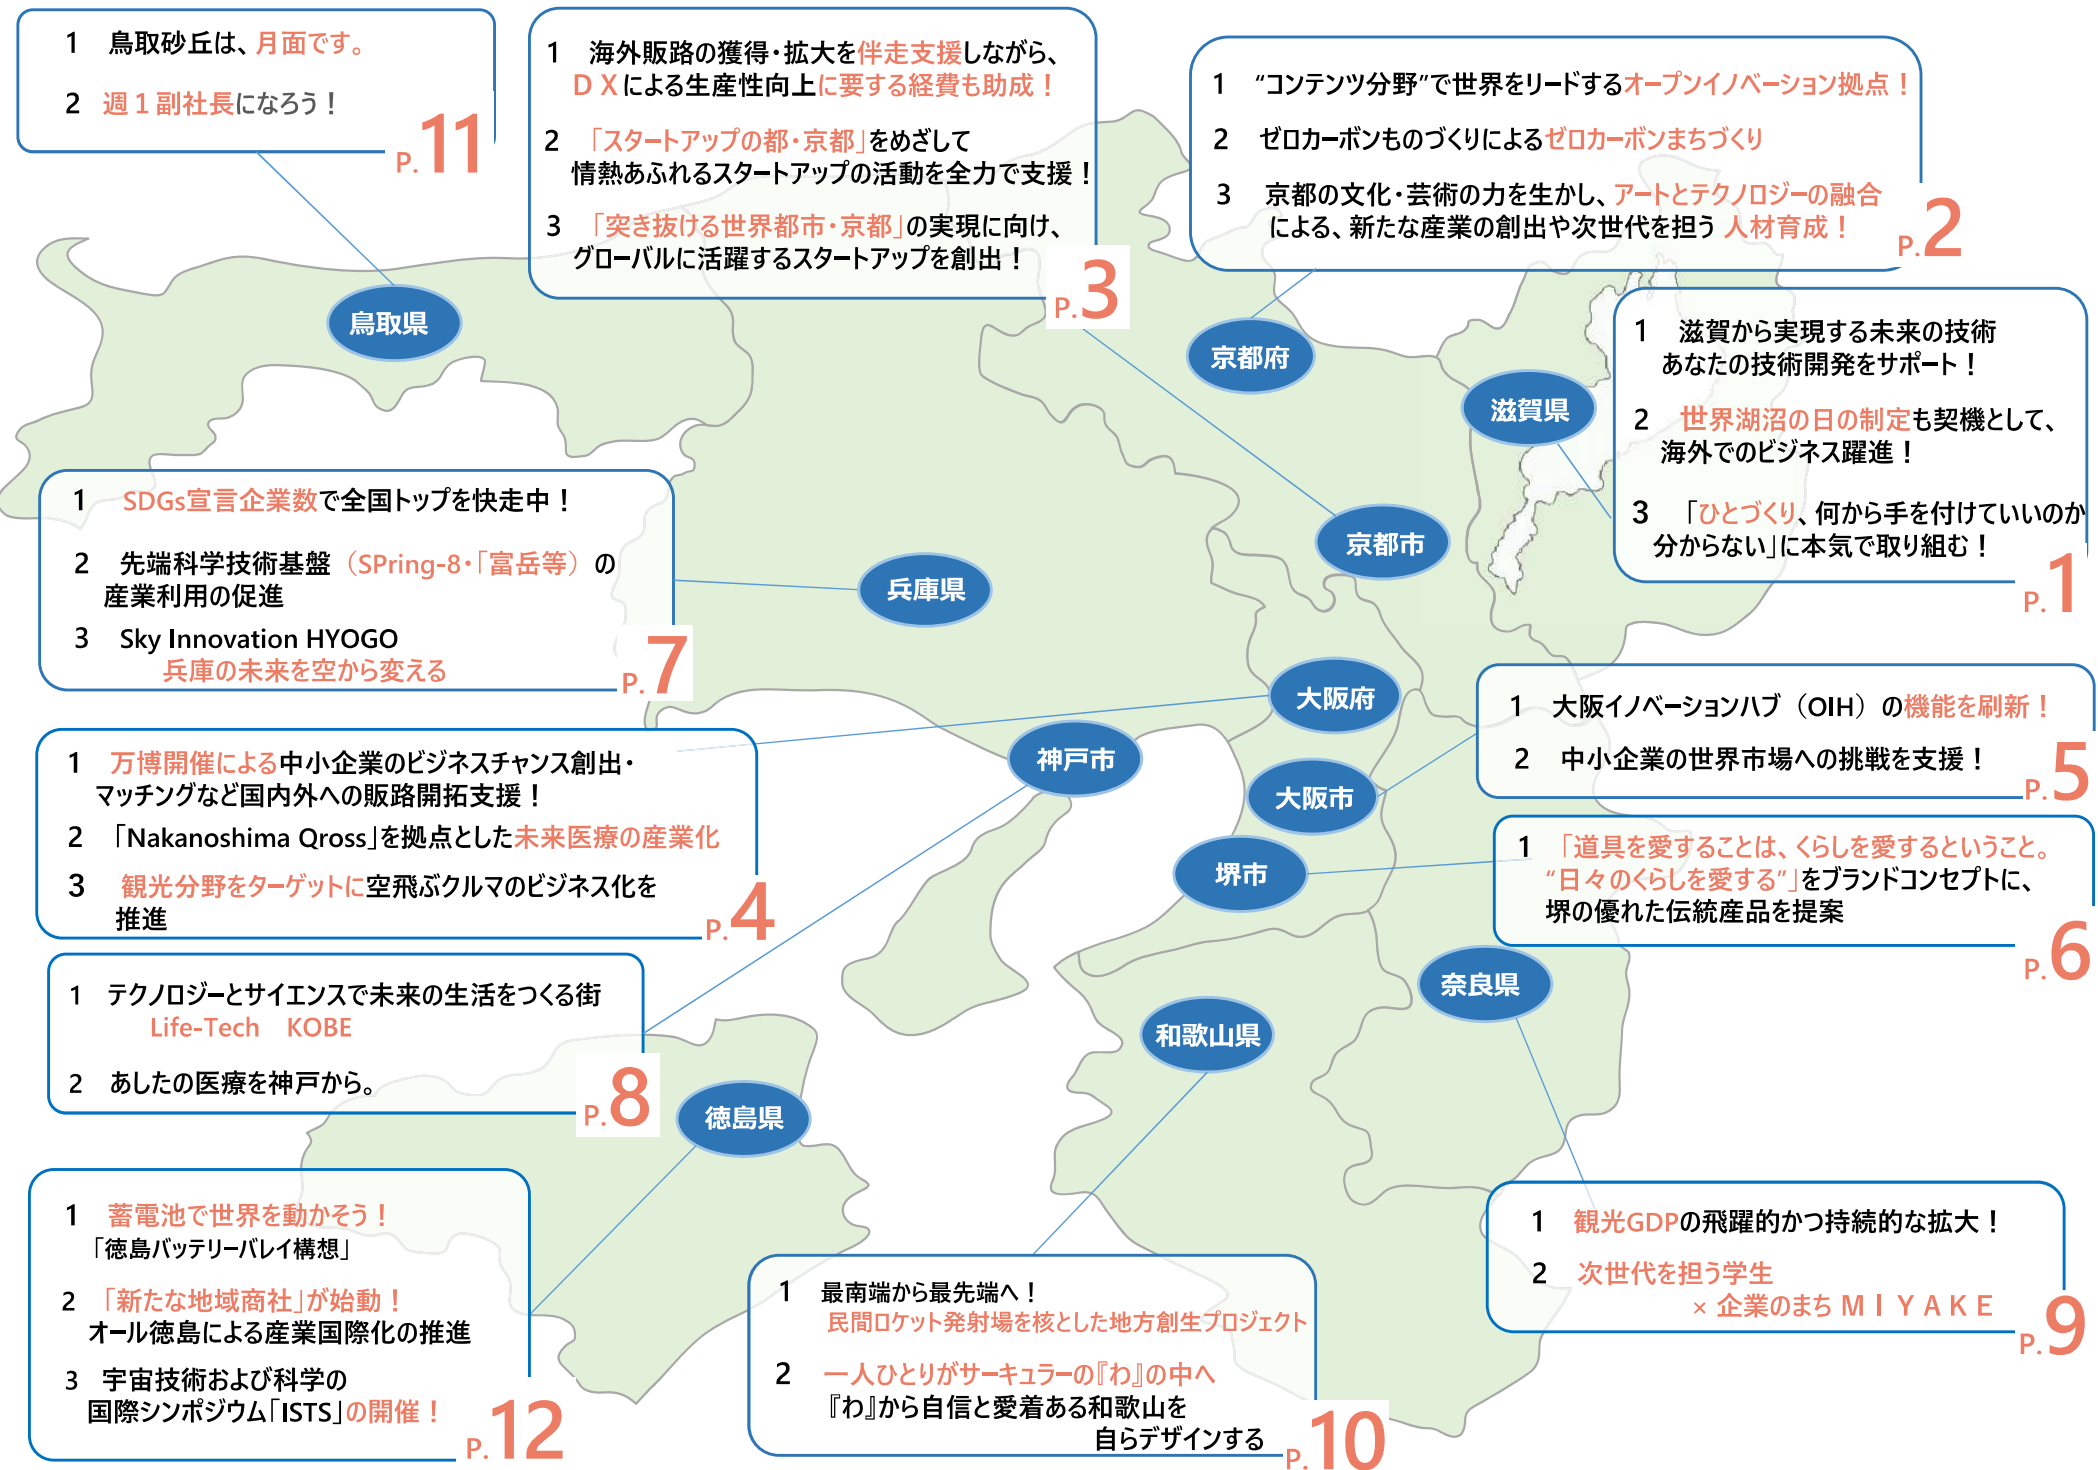 1 鳥取砂丘は、月面です。
2 週１副社長になろう！
P.11
1 海外販路の獲得・拡大を伴走支援しながら、
ＤＸによる生産性向上に要する経費も助成！
2 「スタートアップの都・京都」をめざして
情熱あふれるスタートアップの活動を全力で支援！
3 「突き抜ける世界都市・京都」の実現に向け、
グローバルに活躍するスタートアップを創出！
P.3
1 “コンテンツ分野”で世界をリードするオープンイノベーション拠点！
2 ゼロカーボンものづくりによるゼロカーボンまちづくり
3 京都の文化・芸術の力を生かし、アートとテクノロジーの融合
による、新たな産業の創出や次世代を担う 人材育成！
P.2
鳥取県
京都府
滋賀県
1 滋賀から実現する未来の技術
あなたの技術開発をサポート！
2 世界湖沼の日の制定も契機として、
海外でのビジネス躍進！
3 「ひとづくり、何から手を付けていいのか
分からない」に本気で取り組む！
P.1
1 SDGs宣言企業数で全国トップを快走中！
2 先端科学技術基盤（SPring-8・「富岳等）の
産業利用の促進
3 Sky Innovation HYOGO
兵庫の未来を空から変える
P.7
兵庫県
京都市
大阪府
神戸市
大阪市
堺市
1 万博開催による中小企業のビジネスチャンス創出・
マッチングなど国内外への販路開拓支援！
2 「Nakanoshima Qross」を拠点とした未来医療の産業化
3 観光分野をターゲットに空飛ぶクルマのビジネス化を
推進
P.4
1 大阪イノベーションハブ（OIH）の機能を刷新！
2 中小企業の世界市場への挑戦を支援！
P.5
1 「道具を愛することは、くらしを愛するということ。
“日々のくらしを愛する”」をブランドコンセプトに、
堺の優れた伝統産品を提案
P.6
1 テクノロジーとサイエンスで未来の生活をつくる街
Life-Tech KOBE
2 あしたの医療を神戸から。
P.8
奈良県
和歌山県
徳島県
1 蓄電池で世界を動かそう！
「徳島バッテリーバレイ構想」
2 「新たな地域商社」が始動！
オール徳島による産業国際化の推進
3 宇宙技術および科学の
国際シンポジウム「ISTS」の開催！
P.12
1 最南端から最先端へ！
民間ロケット発射場を核とした地方創生プロジェクト
2 一人ひとりがサーキュラーの『わ』の中へ
『わ』から自信と愛着ある和歌山を
自らデザインする
P.10
1 観光GDPの飛躍的かつ持続的な拡大！
2 次世代を担う学生
× 企業のまち ＭＩＹＡＫＥ
P.9